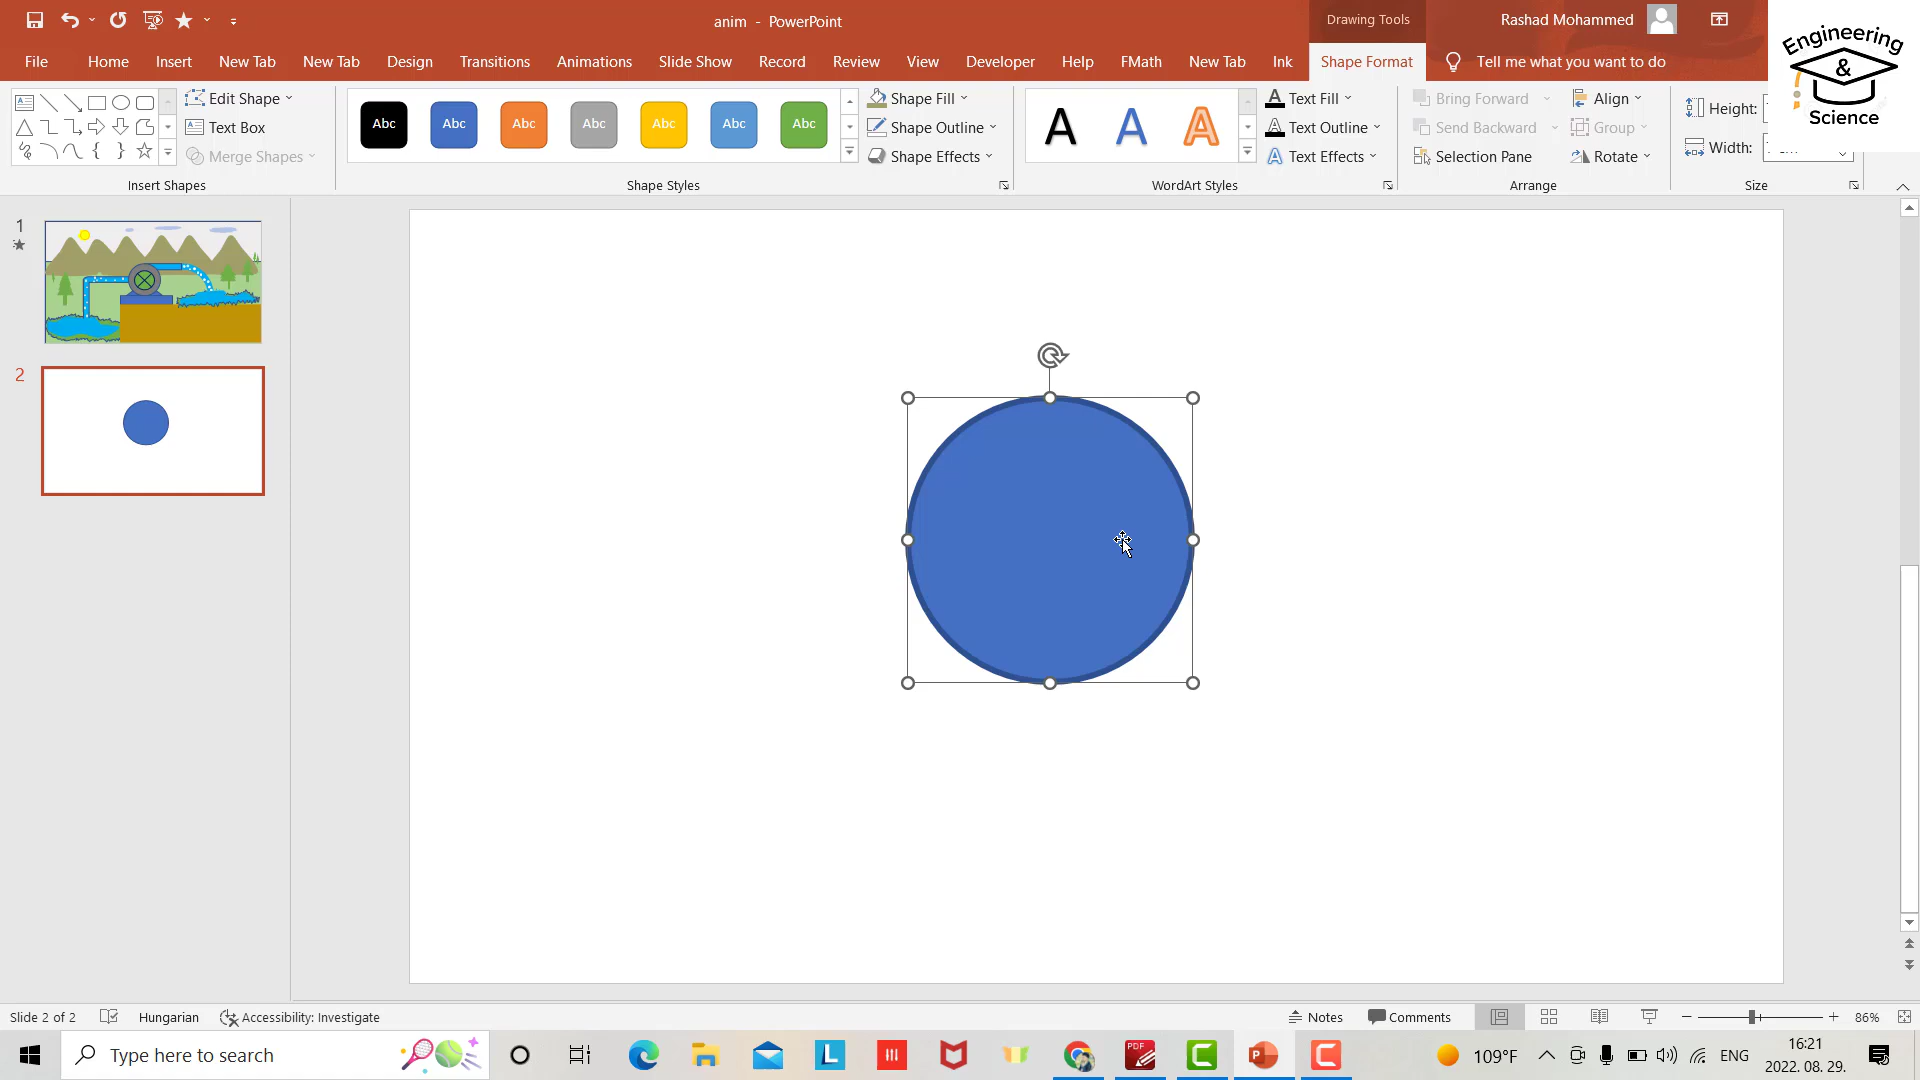 anim - PowerPoint
Drawing Tools
Rashad Mohammed
Engineering
&
Science
File Home Insert New Tab New Tab Design Transitions Animations Slide Show Record Review View Developer Help FMath New Tab Ink Shape Format Tell me what you want to do
Edit Shape
Text Box
Merge Shapes
Insert Shapes
Abc Abc Abc Abc Abc Abc Abc
Shape Fill
Shape Outline
Shape Effects
Shape Styles
A A A
Text Fill
Text Outline
Text Effects
WordArt Styles
Bring Forward
Send Backward
Selection Pane
Align
Group
Rotate
Arrange
Height:
Width:
Size
1
2
Slide 2 of 2 Hungarian Accessibility: Investigate Notes Comments 86%
Type here to search
109°F
ENG
16:21
2022. 08. 29.